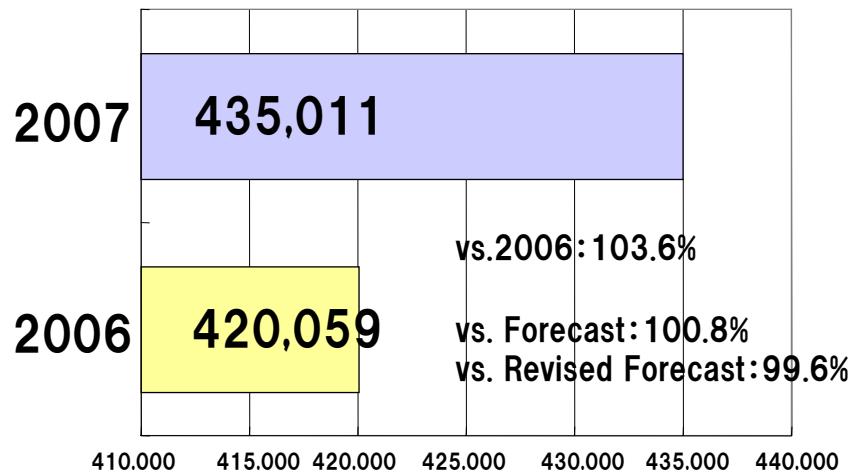 2007
435,011
vs.2006:103.6%
2006
420,059
vs. Forecast:100.8%
vs. Revised Forecast:99.6%
410,000 415,000 420,000 425,000 430,000 435,000 440,000